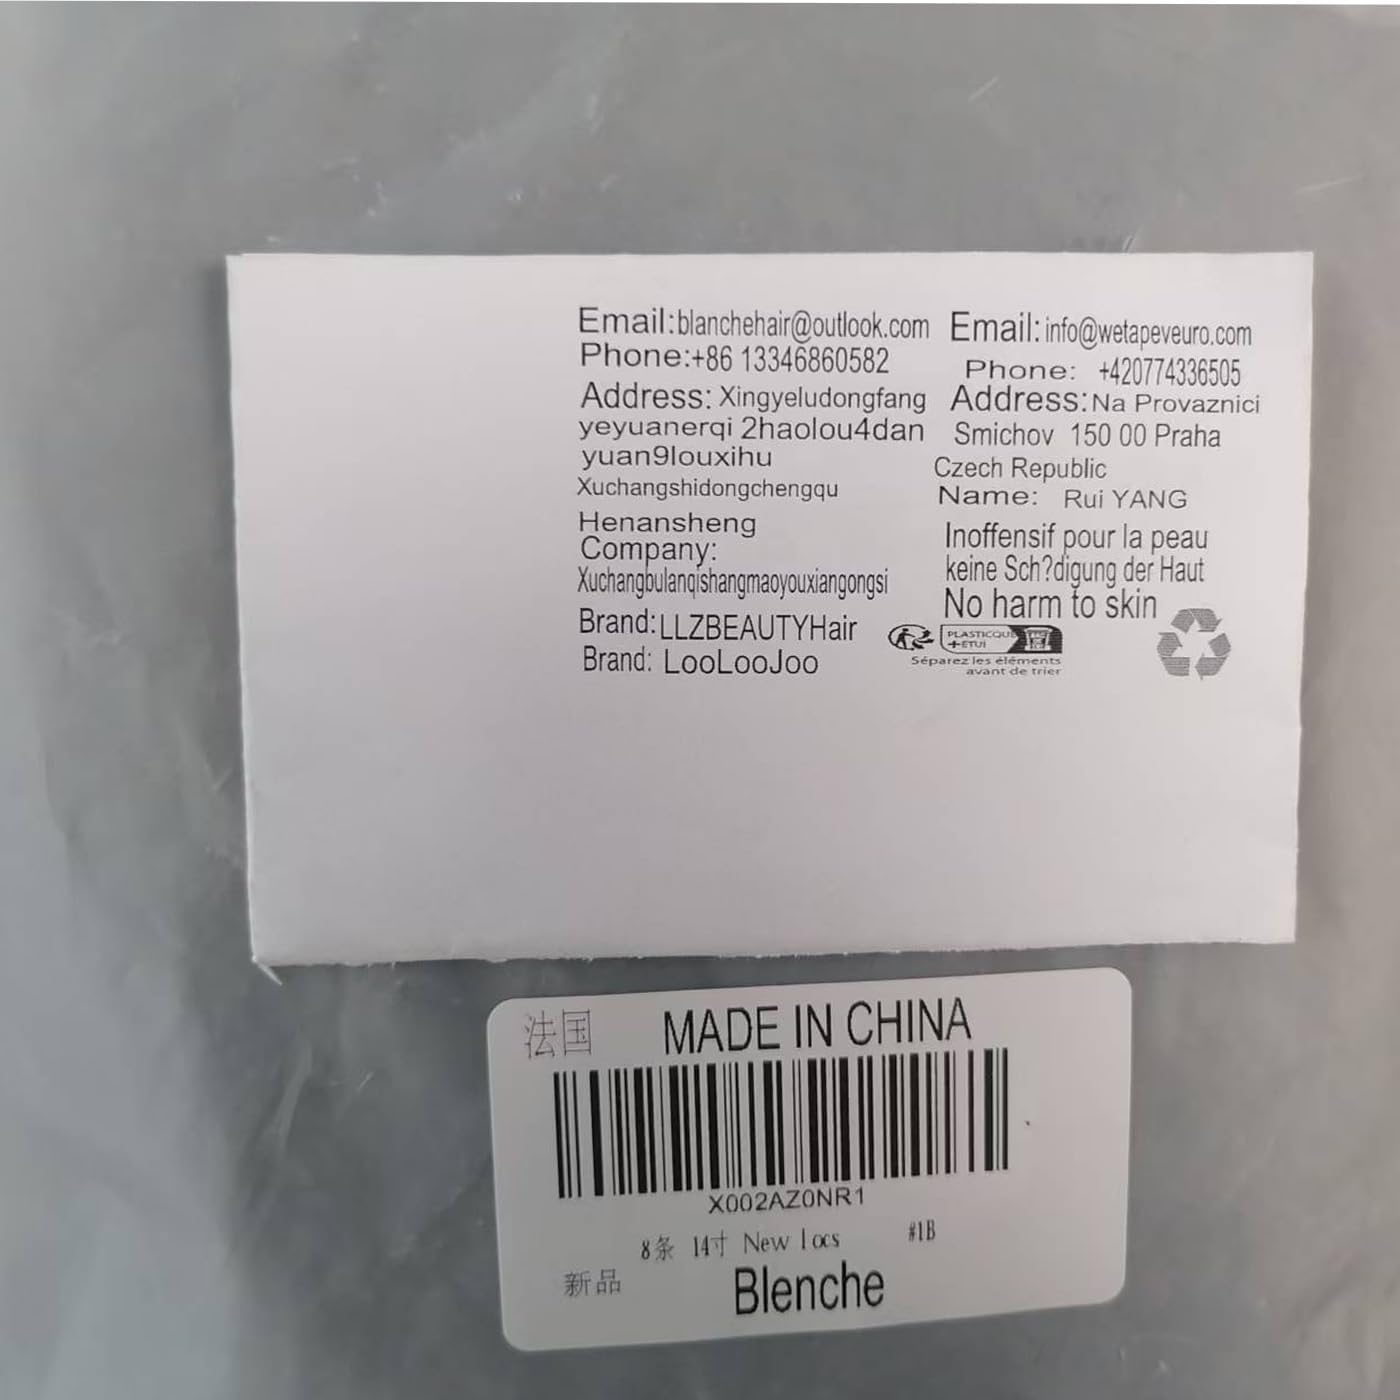 Email:blanchehair@outlook.com
Phone:+86 13346860582
Address: Xingyeludongfang
yeyuanerqi 2haolou4dan
yuan9louxihu
Xuchangshidongchengqu
Henansheng
Company:
Xuchangbulanqishangmaoyouxiangongsi
Brand:LLZBEAUTYHair
Brand: LooLooJoo
Email: info@wetapeveuro.com
Phone: +420774336505
Address:Na Provaznici
Smichov 150 00 Praha
Czech Republic
Name: Rui YANG
Inoffensif pour la peau
keine Sch?digung der Haut
No harm to skin
PLASTICQUE
+ETUI
Séparez les éléments
avant de trier
法国 MADE IN CHINA
X002AZ0NR1
8条 14寸 New locs #1B
新品 Blenche